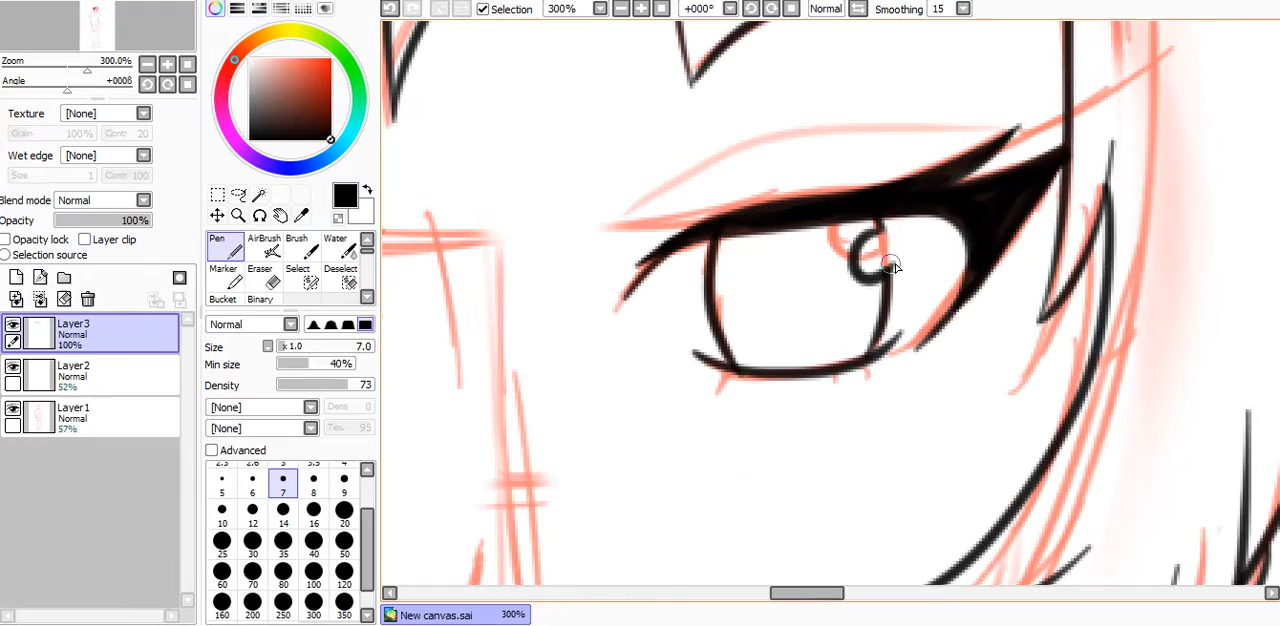 Selection 300% +000° Normal Smoothing 15
Zoom 300.0%
Angle +000ß
Texture [None]
Grain 100% Contr 20
Wet edge [None]
Size 1 Contr 100
Blend mode Normal
Opacity 100%
Opacity lock Layer clip
Selection source
Layer3
Normal
100%
Layer2
Normal
52%
Layer1
Normal
57%
Pen AirBrush Brush Water
Marker Eraser Select Deselect
Bucket Binary
Normal
Size x 1.0 7.0
Min size 40%
Density 73
[None] Dens 0
[None] Tex. 95
Advanced
2.3 2.6 3 3.5 4
5 6 7 8 9
10 12 14 16 20
25 30 35 40 50
60 70 80 100 120
160 200 250 300 350
New canvas.sai 300%